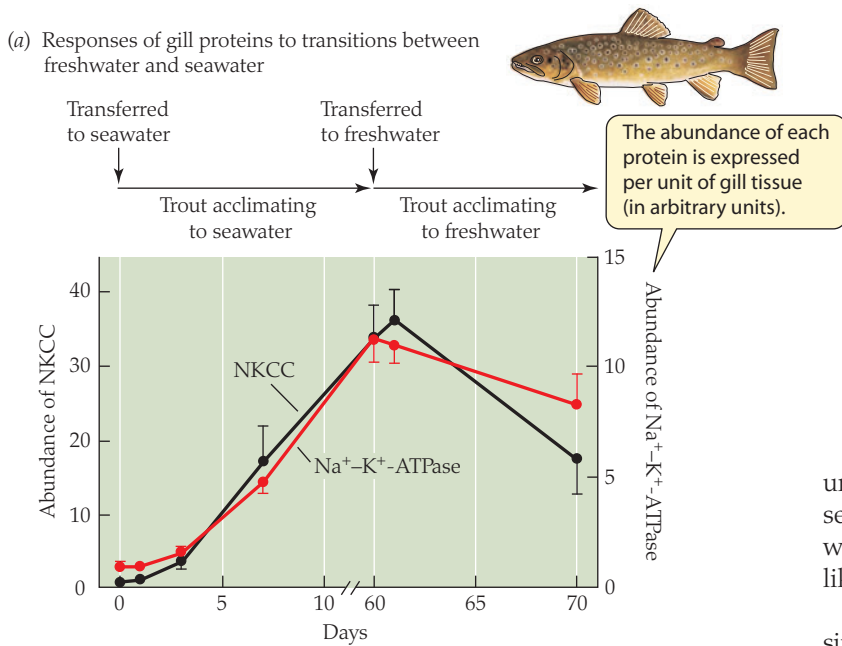 (a) Responses of gill proteins to transitions between
freshwater and seawater
Transferred
to seawater
Transferred
to freshwater
The abundance of each
protein is expressed
per unit of gill tissue
(in arbitrary units).
Trout acclimating
to seawater
Trout acclimating
to freshwater
Abundance of NKCC
40
30
20
10
0
NKCC
Na⁺–K⁺-ATPase
15
10
5
0
Abundance of Na⁺–K⁺-ATPase
0
5
10
60
65
70
Days